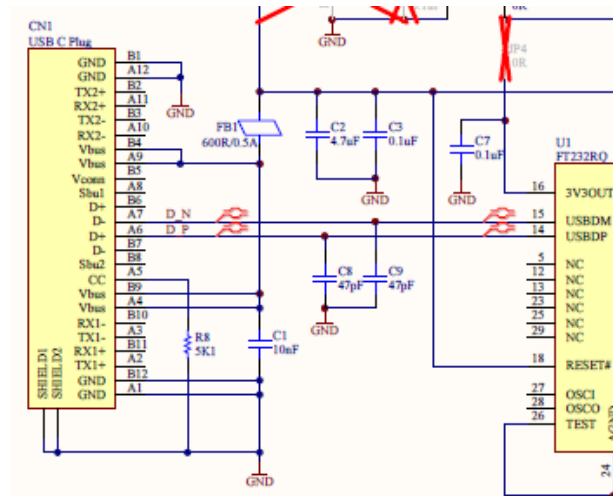 CN1
USB C Plug
GND B1
GND A12
TX2+ B2
RX2+ A11
TX2- B3
RX2- A10
Vbus B4
Vbus A9
Vconn B5
Sbu1 A8
D+ B6
D- A7 D_N
D+ A6 D_P
D- B7
Sbu2 B8
CC A5
Vbus B9
Vbus A4
RX1- B10
TX1- A3
RX1+ B11
TX1+ A2
GND B12
GND A1
SHIELD1
SHIELD2
GND
FB1
600R/0.5A
GND
C2
4.7uF
C3
0.1uF
GND
C7
0.1uF
GND
C8
47pF
C9
47pF
GND
R8
5K1
C1
10nF
GND
U1
FT232RQ
16 3V3OUT
15 USBDM
14 USBDP
5 NC
12 NC
13 NC
23 NC
25 NC
29 NC
18 RESET#
27 OSCI
28 OSCO
26 TEST
AGND
24